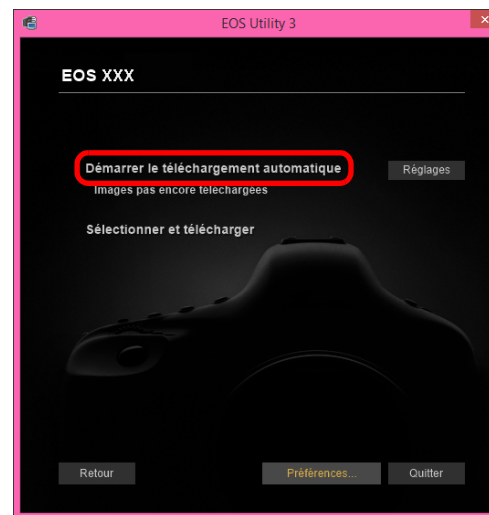 EOS Utility 3
EOS XXX
Démarrer le téléchargement automatique
Réglages
Images pas encore téléchargées
Sélectionner et télécharger
Retour
Préférences...
Quitter